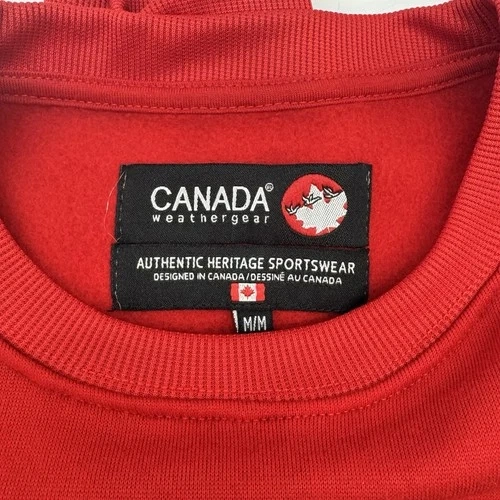 CANADA®
weathergear
AUTHENTIC HERITAGE SPORTSWEAR
DESIGNED IN CANADA/DESSINÉ AU CANADA
M/M